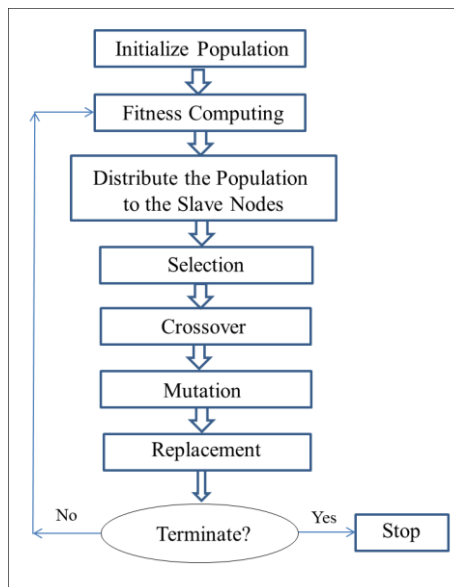 Initialize Population
Fitness Computing
Distribute the Population
to the Slave Nodes
Selection
Crossover
Mutation
Replacement
No
Terminate?
Yes
Stop